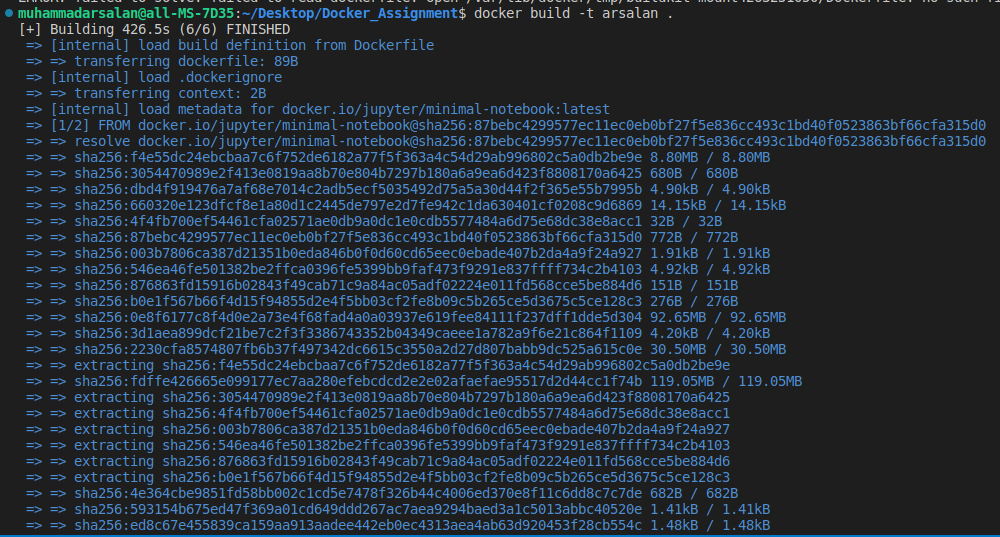 muhammadarsalan@all-MS-7D35:~/Desktop/Docker_Assignment$ docker build -t arsalan .
[+] Building 426.5s (6/6) FINISHED
=> [internal] load build definition from Dockerfile
=> => transferring dockerfile: 89B
=> [internal] load .dockerignore
=> => transferring context: 2B
=> [internal] load metadata for docker.io/jupyter/minimal-notebook:latest
=> [1/2] FROM docker.io/jupyter/minimal-notebook@sha256:87bebc4299577ec11ec0eb0bf27f5e836cc493c1bd40f0523863bf66cfa315d0
=> => resolve docker.io/jupyter/minimal-notebook@sha256:87bebc4299577ec11ec0eb0bf27f5e836cc493c1bd40f0523863bf66cfa315d0
=> => sha256:f4e55dc24ebcbaa7c6f752de6182a77f5f363a4c54d29ab996802c5a0db2be9e 8.80MB / 8.80MB
=> => sha256:3054470989e2f413e0819aa8b70e804b7297b180a6a9ea6d423f8808170a6425 680B / 680B
=> => sha256:dbd4f919476a7af68e7014c2adb5ecf5035492d75a5a30d44f2f365e55b7995b 4.90kB / 4.90kB
=> => sha256:660320e123dfcf8e1a80d1c2445de797e2d7fe942c1da630401cf0208c9d6869 14.15kB / 14.15kB
=> => sha256:4f4fb700ef54461cfa02571ae0db9a0dc1e0cdb5577484a6d75e68dc38e8acc1 32B / 32B
=> => sha256:87bebc4299577ec11ec0eb0bf27f5e836cc493c1bd40f0523863bf66cfa315d0 772B / 772B
=> => sha256:003b7806ca387d21351b0eda846b0f0d60cd65eec0ebade407b2da4a9f24a927 1.91kB / 1.91kB
=> => sha256:546ea46fe501382be2ffca0396fe5399bb9faf473f9291e837ffff734c2b4103 4.92kB / 4.92kB
=> => sha256:876863fd15916b02843f49cab71c9a84ac05adf02224e011fd568cce5be884d6 151B / 151B
=> => sha256:b0e1f567b66f4d15f94855d2e4f5bb03cf2fe8b09c5b265ce5d3675c5ce128c3 276B / 276B
=> => sha256:0e8f6177c8f4d0e2a73e4f68fad4a0a03937e619fee84111f237dff1dde5d304 92.65MB / 92.65MB
=> => sha256:3d1aea899dcf21be7c2f3f3386743352b04349caeee1a782a9f6e21c864f1109 4.20kB / 4.20kB
=> => sha256:2230cfa8574807fb6b37f497342dc6615c3550a2d27d807babb9dc525a615c0e 30.50MB / 30.50MB
=> => extracting sha256:f4e55dc24ebcbaa7c6f752de6182a77f5f363a4c54d29ab996802c5a0db2be9e
=> => sha256:fdffe426665e099177ec7aa280efebcdcd2e2e02afaefae95517d2d44cc1f74b 119.05MB / 119.05MB
=> => extracting sha256:3054470989e2f413e0819aa8b70e804b7297b180a6a9ea6d423f8808170a6425
=> => extracting sha256:4f4fb700ef54461cfa02571ae0db9a0dc1e0cdb5577484a6d75e68dc38e8acc1
=> => extracting sha256:003b7806ca387d21351b0eda846b0f0d60cd65eec0ebade407b2da4a9f24a927
=> => extracting sha256:546ea46fe501382be2ffca0396fe5399bb9faf473f9291e837ffff734c2b4103
=> => extracting sha256:876863fd15916b02843f49cab71c9a84ac05adf02224e011fd568cce5be884d6
=> => extracting sha256:b0e1f567b66f4d15f94855d2e4f5bb03cf2fe8b09c5b265ce5d3675c5ce128c3
=> => sha256:4e364cbe9851fd58bb002c1cd5e7478f326b44c4006ed370e8f11c6dd8c7c7de 682B / 682B
=> => sha256:593154b675ed47f369a01cd649ddd267ac7aea9294baed3a1c5013abbc40520e 1.41kB / 1.41kB
=> => sha256:ed8c67e455839ca159aa913aadee442eb0ec4313aea4ab63d920453f28cb554c 1.48kB / 1.48kB